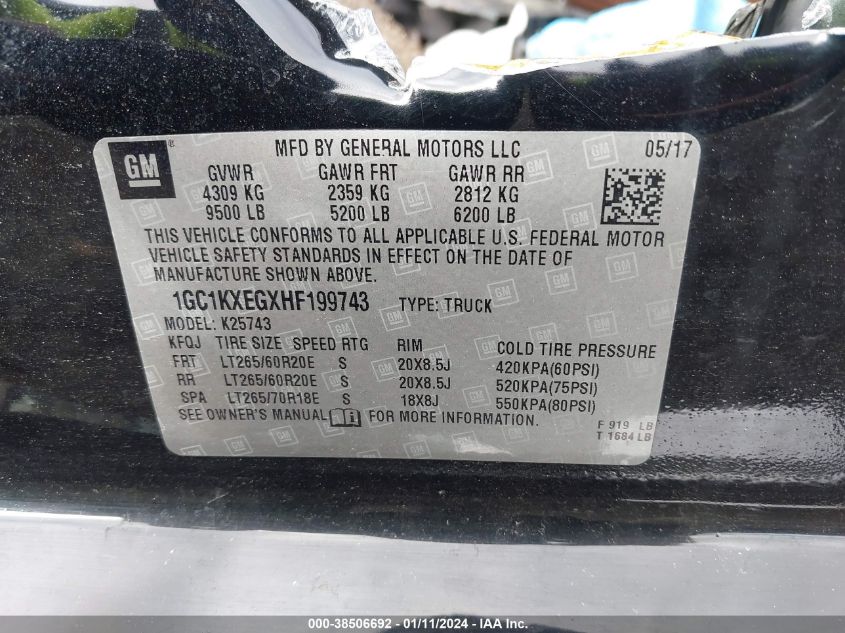 GM
MFD BY GENERAL MOTORS LLC 05/17
GVWR GAWR FRT GAWR RR
4309 KG 2359 KG 2812 KG
9500 LB 5200 LB 6200 LB
THIS VEHICLE CONFORMS TO ALL APPLICABLE U.S. FEDERAL MOTOR
VEHICLE SAFETY STANDARDS IN EFFECT ON THE DATE OF
MANUFACTURE SHOWN ABOVE.
1GC1KXEGXHF199743 TYPE: TRUCK
MODEL: K25743
KFQJ TIRE SIZE SPEED RTG RIM COLD TIRE PRESSURE
FRT LT265/60R20E S 20X8.5J 420KPA(60PSI)
RR LT265/60R20E S 20X8.5J 520KPA(75PSI)
SPA LT265/70R18E S 18X8J 550KPA(80PSI)
SEE OWNER'S MANUAL FOR MORE INFORMATION.
F 919 LB
T 1684 LB
000-38506692 - 01/11/2024 - IAAI.COM